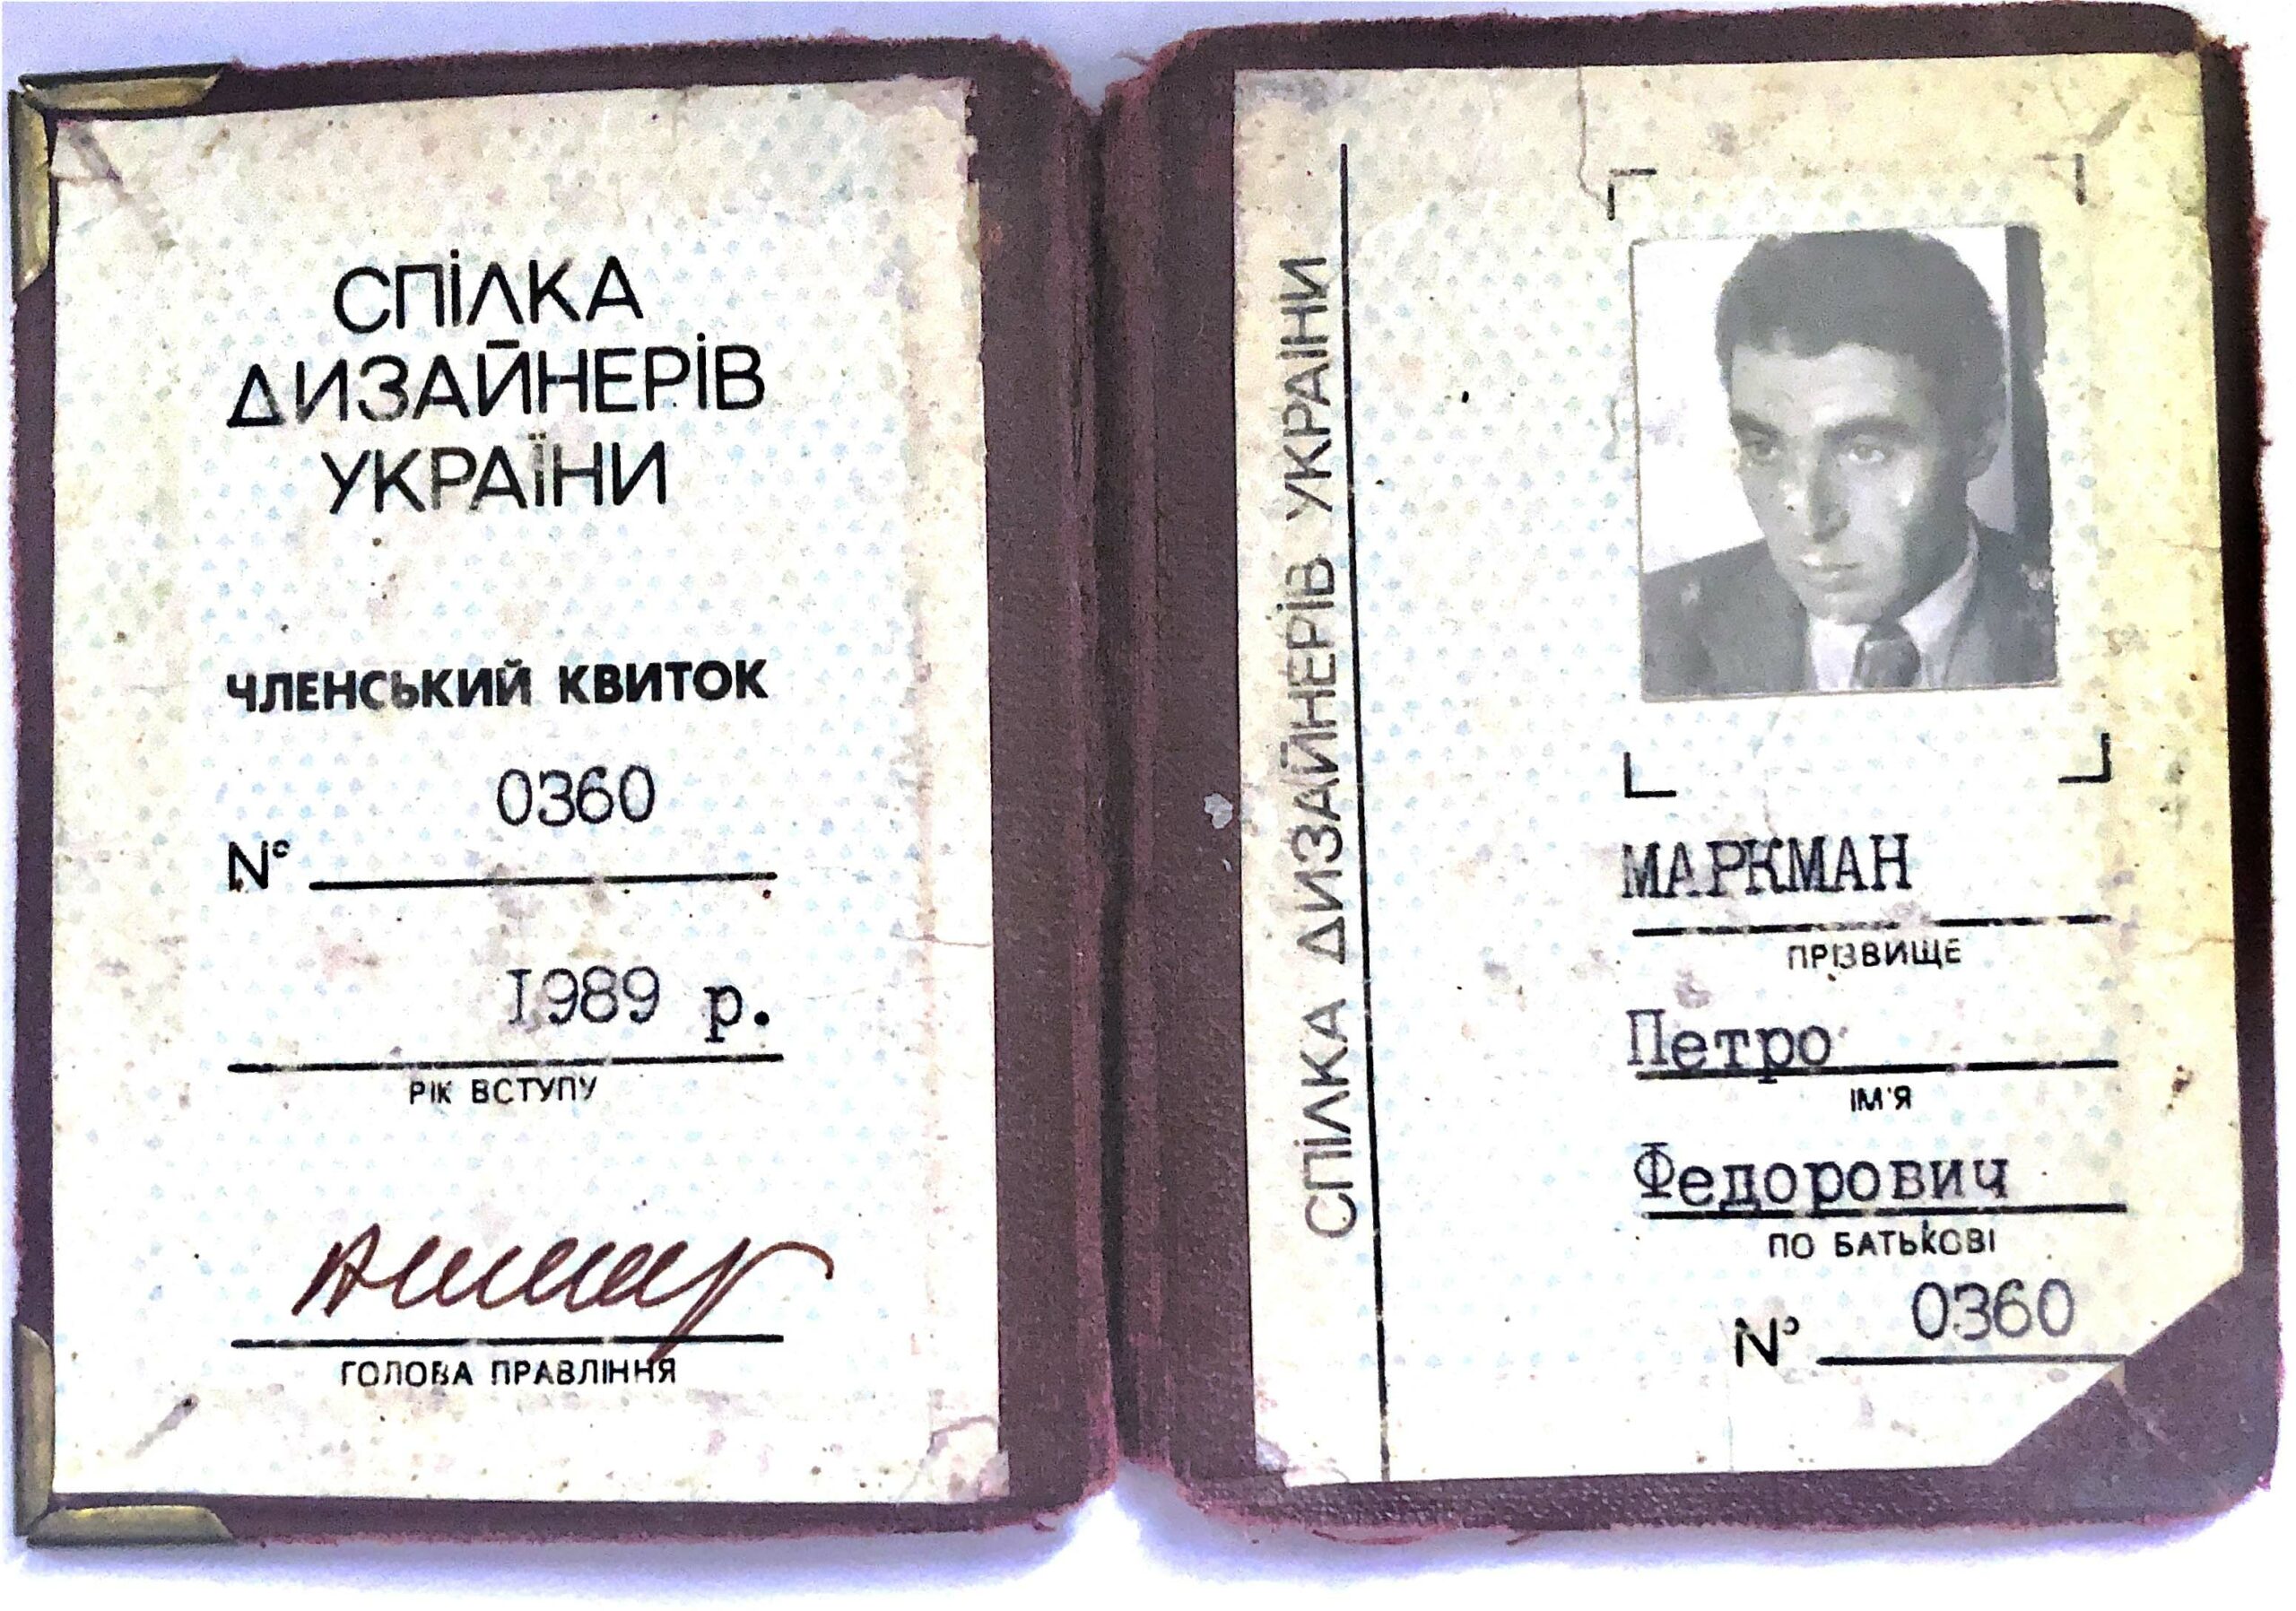 СПІЛКА
ДИЗАЙНЕРІВ
УКРАЇНИ
ЧЛЕНСЬКИЙ КВИТОК
0360
№
1989 р.
РІК ВСТУПУ
ГОЛОВА ПРАВЛІННЯ
СПІЛКА ДИЗАЙНЕРІВ УКРАЇНИ
МАРКМАН
ПРІЗВИЩЕ
Петро
ІМ'Я
Федорович
ПО БАТЬКОВІ
№ 0360